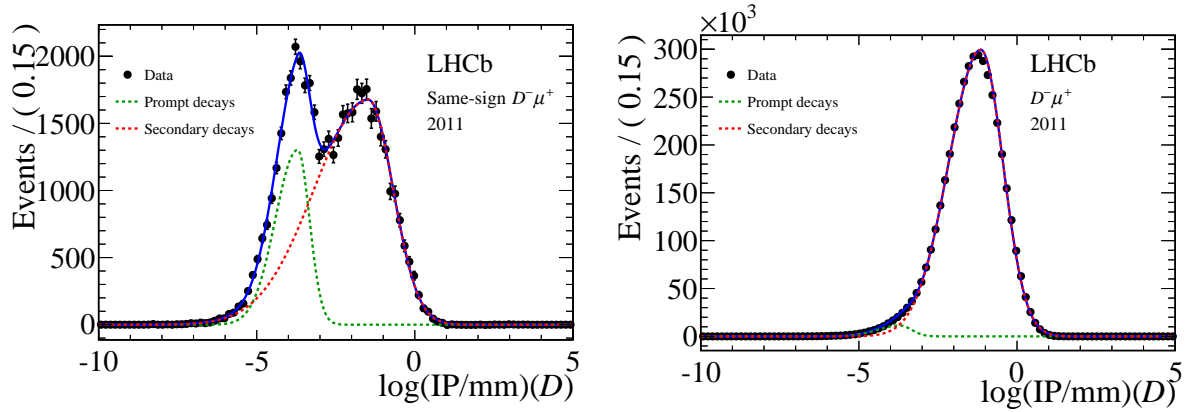 Events / ( 0.15 )
2000
1500
1000
500
0
LHCb
Same-sign D⁻μ⁺
2011
Data
Prompt decays
Secondary decays
-10
-5
0
5
log(IP/mm)(D)
×10³
Events / ( 0.15 )
300
250
200
150
100
50
0
LHCb
D⁻μ⁺
2011
Data
Prompt decays
Secondary decays
-10
-5
0
5
log(IP/mm)(D)